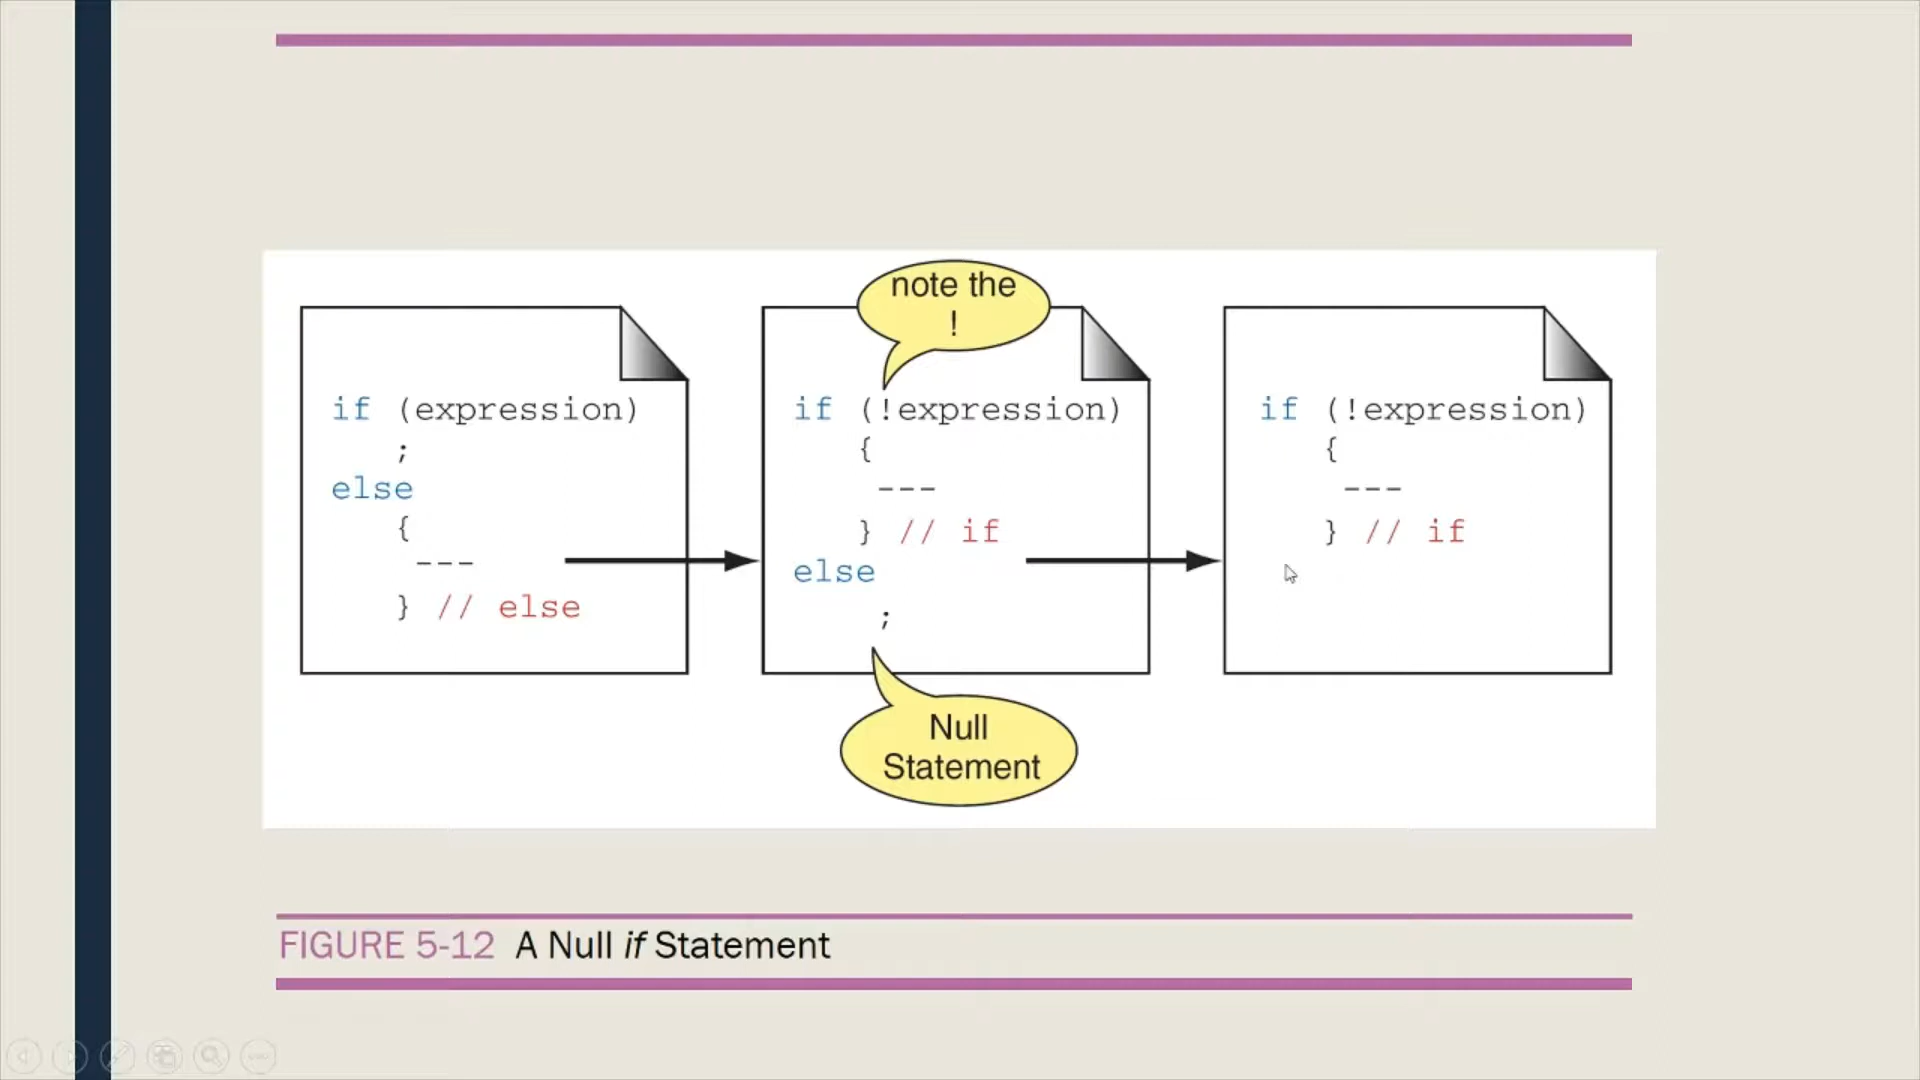 note the
!
if (expression)
;
else
{
---
} // else
if (!expression)
{
---
} // if
else
;
Null
Statement
if (!expression)
{
---
} // if
FIGURE 5-12 A Null if Statement